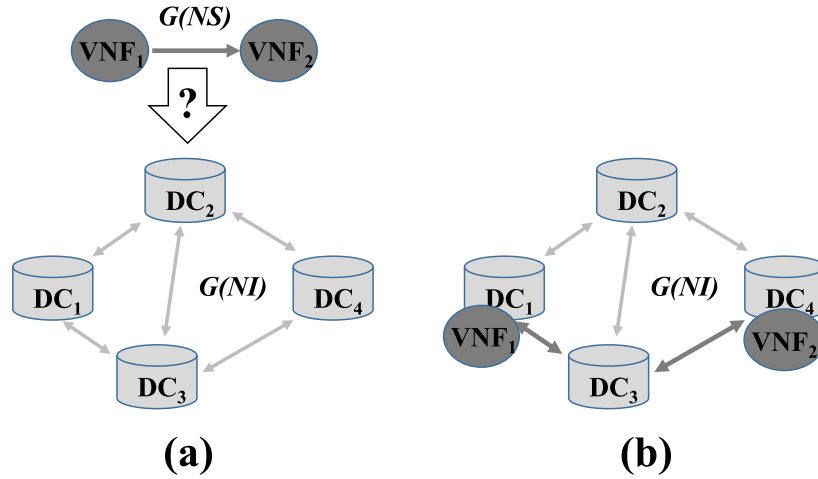 G(NS)
VNF₁ VNF₂
?
DC₂
DC₁ G(NI) DC₄
DC₃
(a)
DC₂
DC₁ G(NI) DC₄
VNF₁ VNF₂
DC₃
(b)